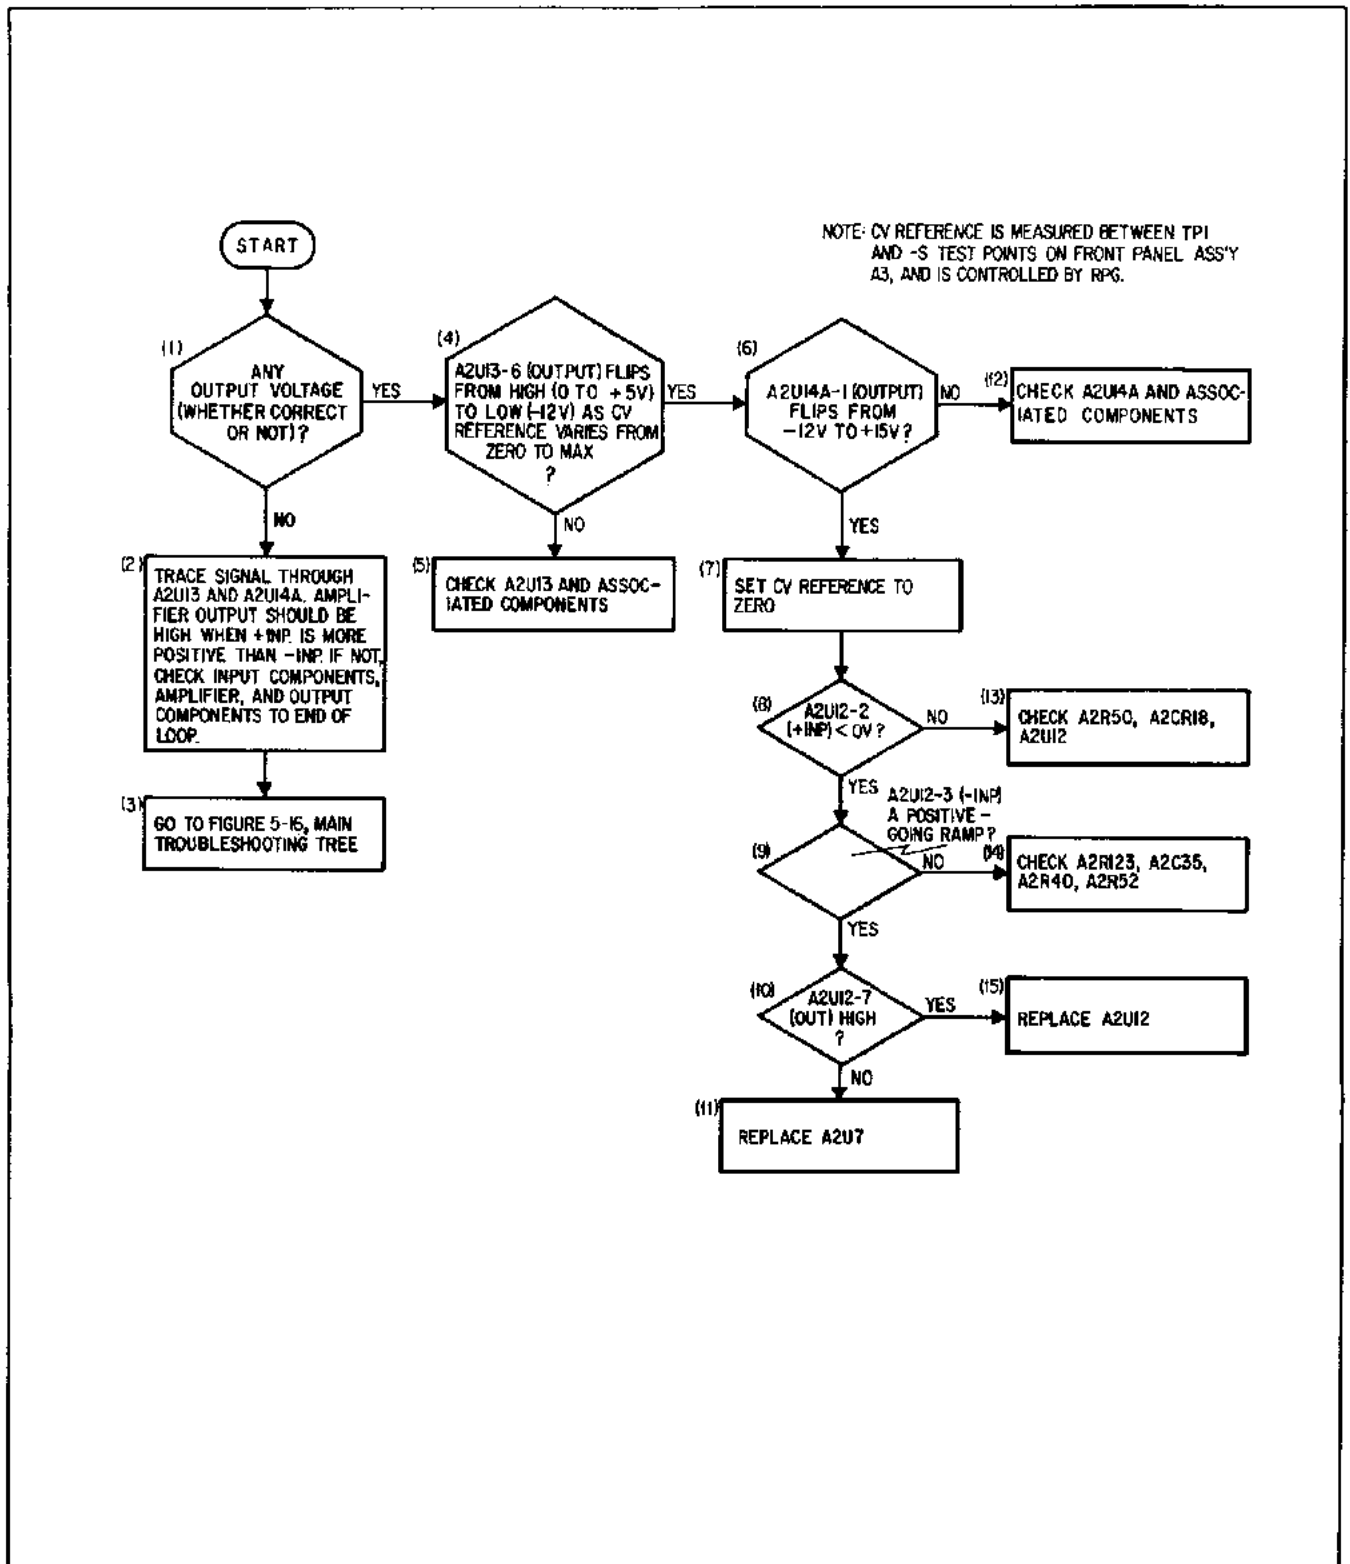 START
NOTE: CV REFERENCE IS MEASURED BETWEEN TP1
AND -S TEST POINTS ON FRONT PANEL ASS'Y
A3, AND IS CONTROLLED BY RPG.
(1)
ANY
OUTPUT VOLTAGE
(WHETHER CORRECT
OR NOT)?
YES
NO
(2)
TRACE SIGNAL THROUGH
A2U13 AND A2U14A. AMPLI-
FIER OUTPUT SHOULD BE
HIGH WHEN +INP. IS MORE
POSITIVE THAN -INP. IF NOT,
CHECK INPUT COMPONENTS,
AMPLIFIER, AND OUTPUT
COMPONENTS TO END OF
LOOP.
(3)
GO TO FIGURE 5-16, MAIN
TROUBLESHOOTING TREE
(4)
A2U13-6 (OUTPUT) FLIPS
FROM HIGH (0 TO +5V)
TO LOW (-12V) AS CV
REFERENCE VARIES FROM
ZERO TO MAX
?
YES
NO
(5)
CHECK A2U13 AND ASSOC-
IATED COMPONENTS
(6)
A2U14A-1 (OUTPUT)
FLIPS FROM
-12V TO +15V?
NO
YES
(12)
CHECK A2U14A AND ASSOC-
IATED COMPONENTS
(7)
SET CV REFERENCE TO
ZERO
(8)
A2U12-2
(+INP) < 0V?
NO
YES
(13)
CHECK A2R50, A2CR18,
A2U12
A2U12-3 (-INP)
A POSITIVE-
GOING RAMP?
(9)
NO
YES
(14)
CHECK A2R123, A2C35,
A2R40, A2R52
(10)
A2U12-7
(OUT) HIGH
?
YES
NO
(15)
REPLACE A2U12
(11)
REPLACE A2U7